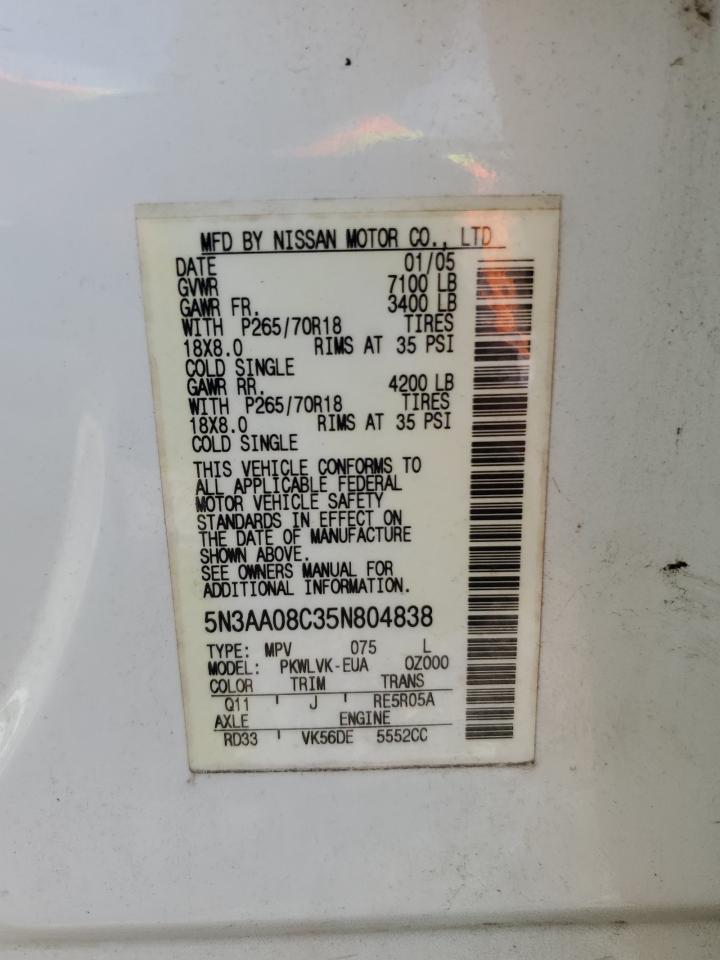 MFD BY NISSAN MOTOR CO., LTD
DATE 01/05
GVWR 7100 LB
GAWR FR. 3400 LB
WITH P265/70R18 TIRES
18X8.0 RIMS AT 35 PSI
COLD SINGLE
GAWR RR. 4200 LB
WITH P265/70R18 TIRES
18X8.0 RIMS AT 35 PSI
COLD SINGLE
THIS VEHICLE CONFORMS TO
ALL APPLICABLE FEDERAL
MOTOR VEHICLE SAFETY
STANDARDS IN EFFECT ON
THE DATE OF MANUFACTURE
SHOWN ABOVE.
SEE OWNERS MANUAL FOR
ADDITIONAL INFORMATION.
5N3AA08C35N804838
TYPE: MPV 075 L
MODEL: PKWLVK-EUA 0Z000
COLOR TRIM TRANS
Q11 J RE5R05A
AXLE ENGINE
RD33 VK56DE 5552CC